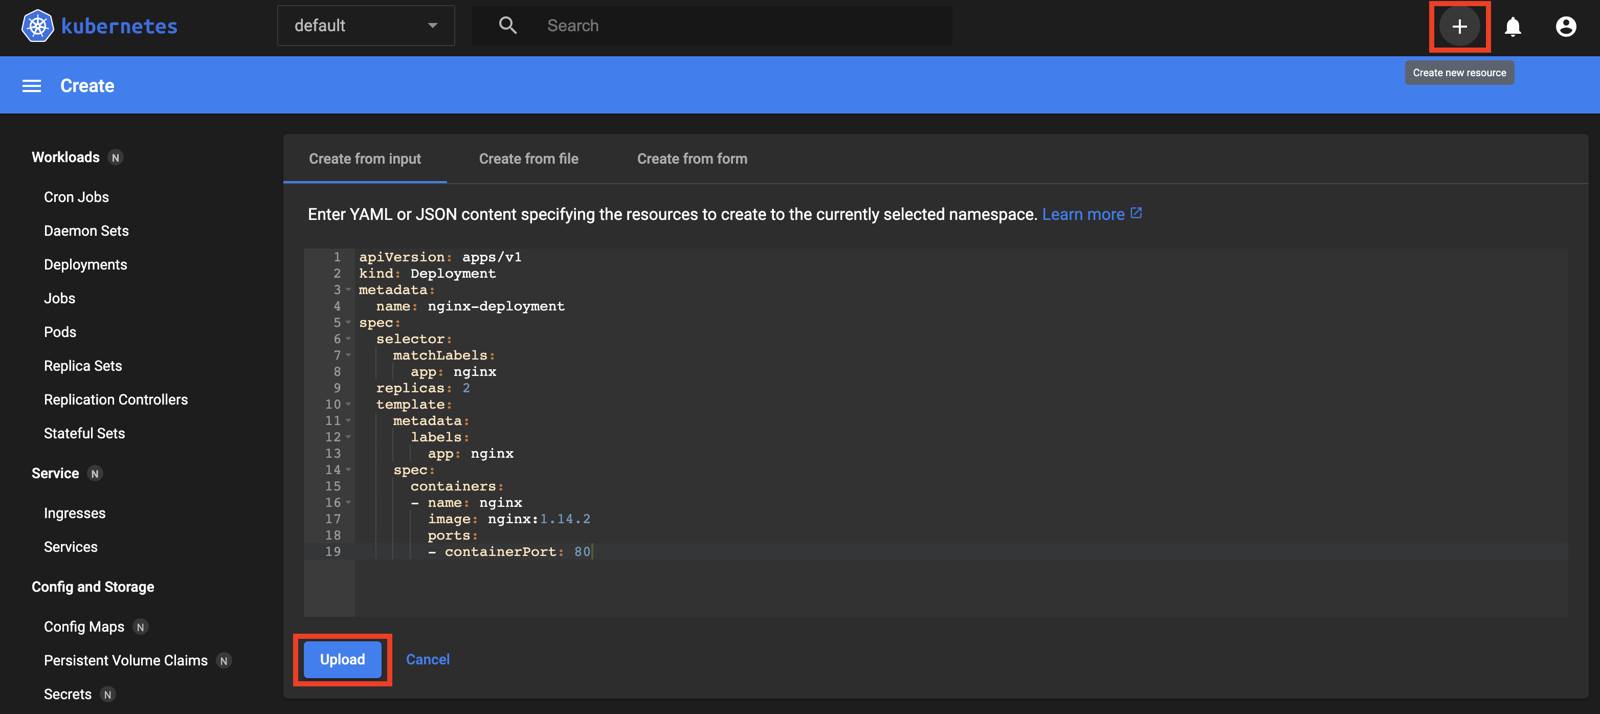 kubernetes
default
Search
Create new resource
Create
Workloads N
Cron Jobs
Daemon Sets
Deployments
Jobs
Pods
Replica Sets
Replication Controllers
Stateful Sets
Service N
Ingresses
Services
Config and Storage
Config Maps N
Persistent Volume Claims N
Secrets N
Create from input
Create from file
Create from form
Enter YAML or JSON content specifying the resources to create to the currently selected namespace. Learn more
1 apiVersion: apps/v1
2 kind: Deployment
3 metadata:
4   name: nginx-deployment
5 spec:
6   selector:
7     matchLabels:
8       app: nginx
9   replicas: 2
10   template:
11     metadata:
12       labels:
13         app: nginx
14     spec:
15       containers:
16       - name: nginx
17         image: nginx:1.14.2
18         ports:
19         - containerPort: 80
Upload
Cancel